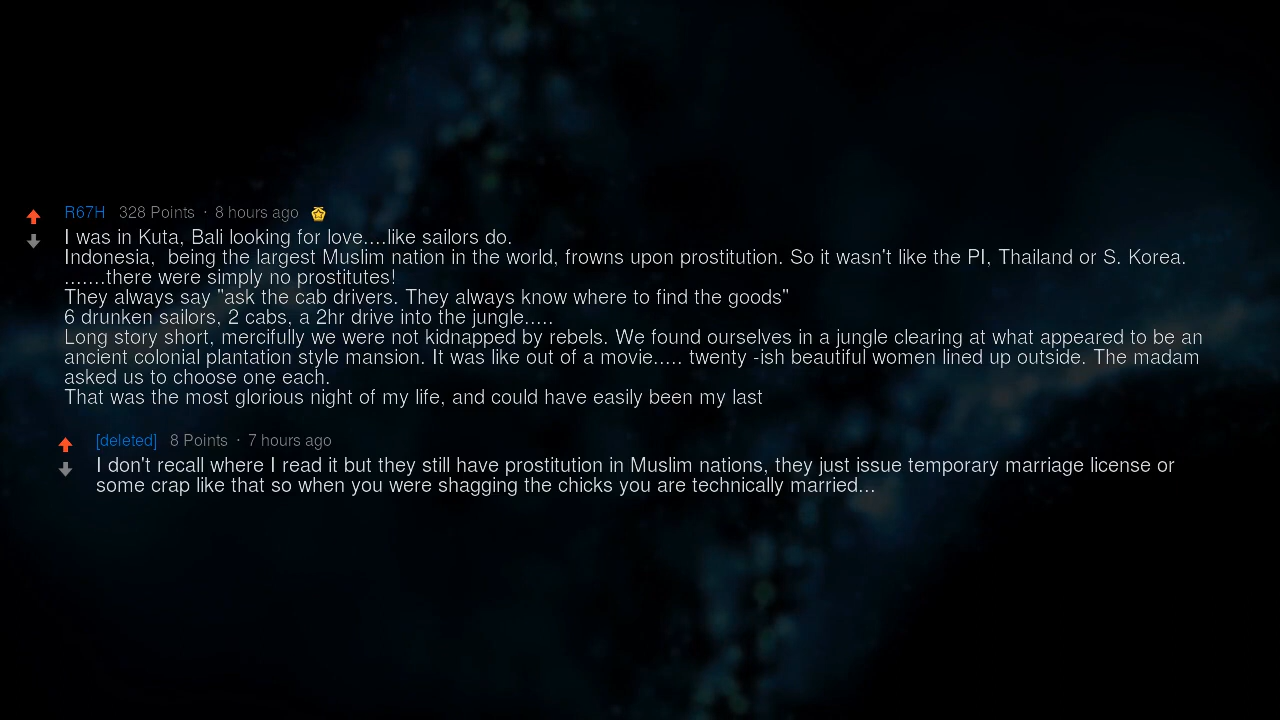 R67H 328 Points · 8 hours ago
I was in Kuta, Bali looking for love....like sailors do.
Indonesia,  being the largest Muslim nation in the world, frowns upon prostitution. So it wasn't like the PI, Thailand or S. Korea.
.......there were simply no prostitutes!
They always say "ask the cab drivers. They always know where to find the goods"
6 drunken sailors, 2 cabs, a 2hr drive into the jungle.....
Long story short, mercifully we were not kidnapped by rebels. We found ourselves in a jungle clearing at what appeared to be an
ancient colonial plantation style mansion. It was like out of a movie..... twenty -ish beautiful women lined up outside. The madam
asked us to choose one each.
That was the most glorious night of my life, and could have easily been my last
[deleted] 8 Points · 7 hours ago
I don't recall where I read it but they still have prostitution in Muslim nations, they just issue temporary marriage license or
some crap like that so when you were shagging the chicks you are technically married...